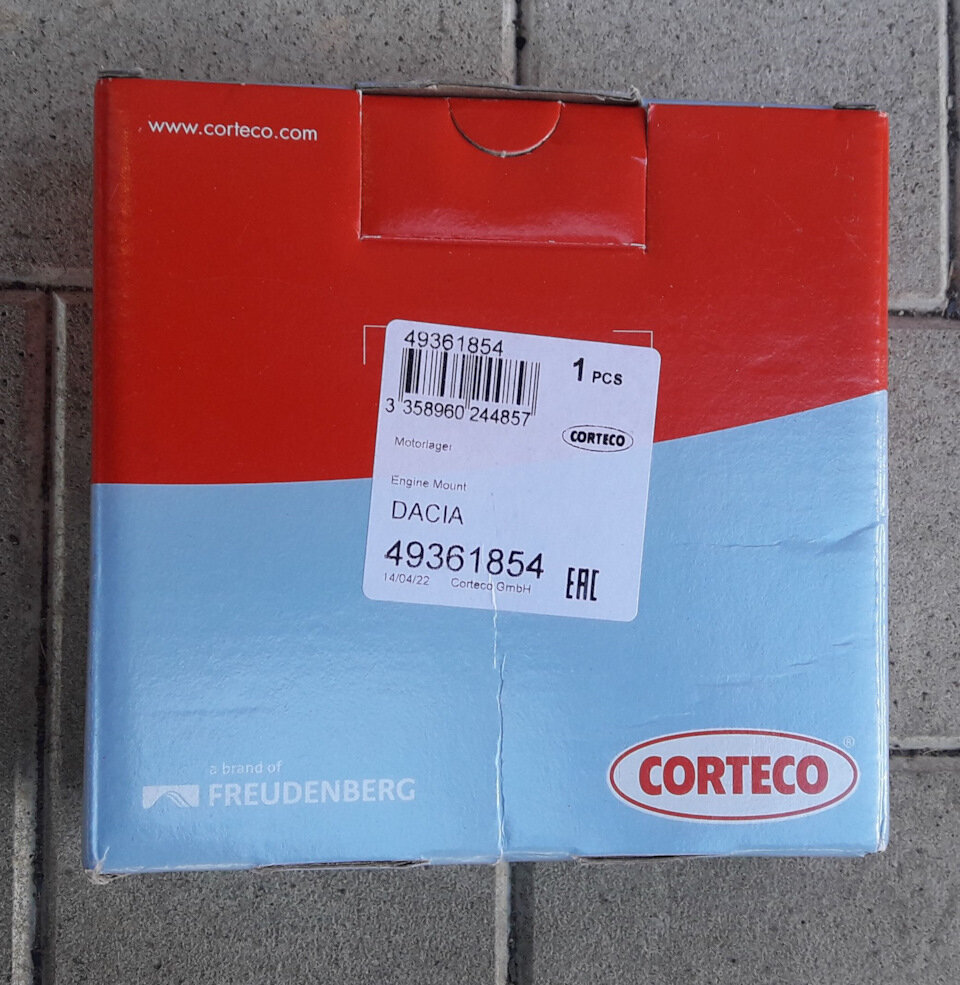 www.corteco.com
49361854
1 PCS
3 358960 244857
CORTECO
Motorlager
Engine Mount
DACIA
49361854
14/04/22 Corteco GmbH
EAC
a brand of
FREUDENBERG
CORTECO®